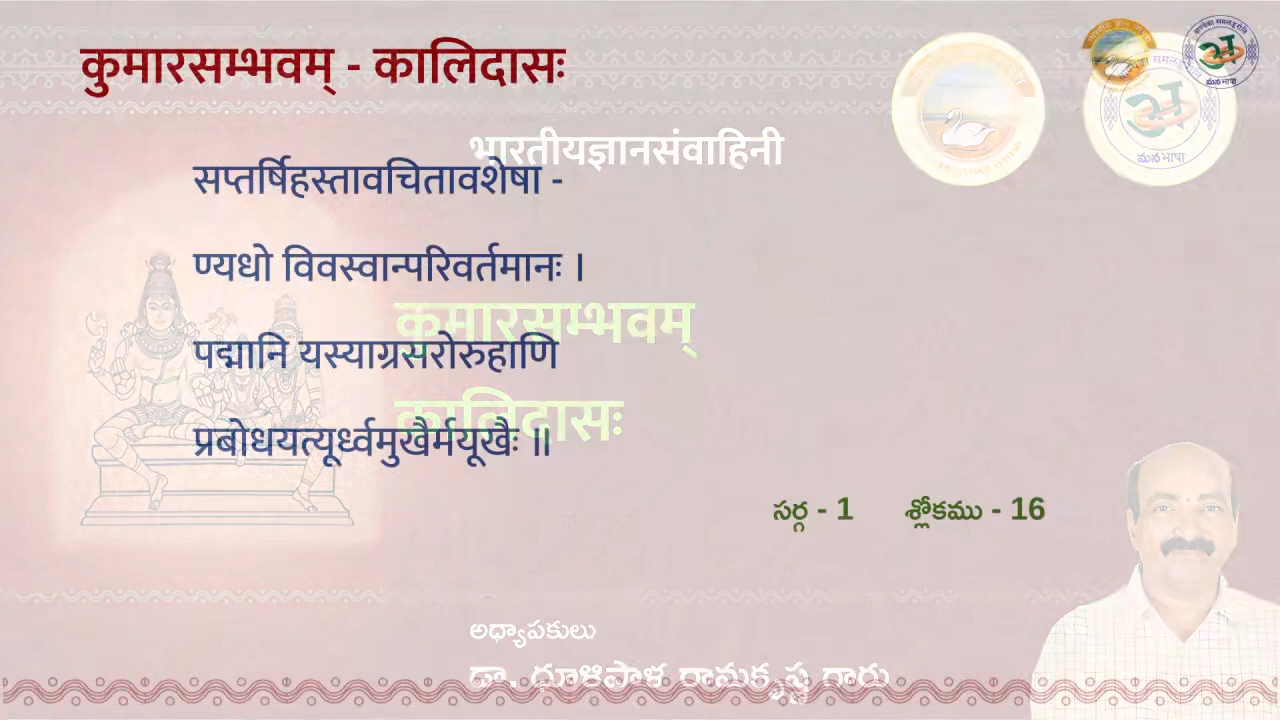 कुमारसम्भवम् - कालिदासः
भारतीयज्ञानसंवाहिनी
सप्तर्षिहस्तावचितावशेषा -
ण्यधो विवस्वान्परिवर्तमानः ।
कुमारसम्भवम्
पद्मानि यस्याग्रसरोरुहाणि
कालिदासः
प्रबोधयत्यूर्ध्वमुखैर्मयूखैः ॥
సర్గ - 1 శ్లోకము - 16
అధ్యాపకులు
డా. ధూళిపాళ రామకృష్ణ గారు